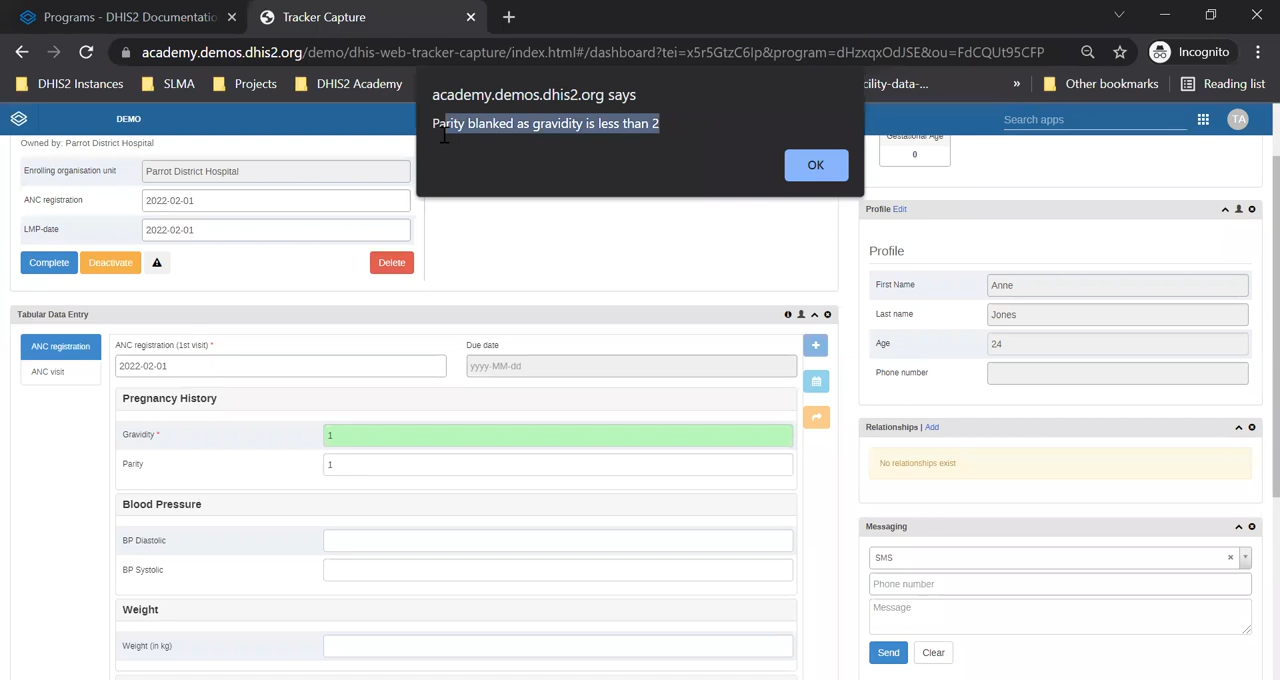 Programs - DHIS2 Documentatio
Tracker Capture
academy.demos.dhis2.org/demo/dhis-web-tracker-capture/index.html#/dashboard?tei=x5r5GtzC6Ip&program=dHzxqxOdJSE&ou=FdCQUt95CFP
Incognito
DHIS2 Instances
SLMA
Projects
DHIS2 Academy
cility-data-...
»
Other bookmarks
Reading list
academy.demos.dhis2.org says
Parity blanked as gravidity is less than 2
OK
DEMO
Search apps
TA
Owned by: Parrot District Hospital
Enrolling organisation unit
Parrot District Hospital
ANC registration
2022-02-01
LMP-date
2022-02-01
Complete
Deactivate
Delete
Gestational Age
0
Profile Edit
Profile
First Name
Anne
Last name
Jones
Age
24
Phone number
Tabular Data Entry
ANC registration
ANC visit
ANC registration (1st visit) *
2022-02-01
Due date
yyyy-MM-dd
Pregnancy History
Gravidity *
1
Parity
1
Blood Pressure
BP Diastolic
BP Systolic
Weight
Weight (in kg)
Relationships | Add
No relationships exist
Messaging
SMS
Phone number
Message
Send
Clear